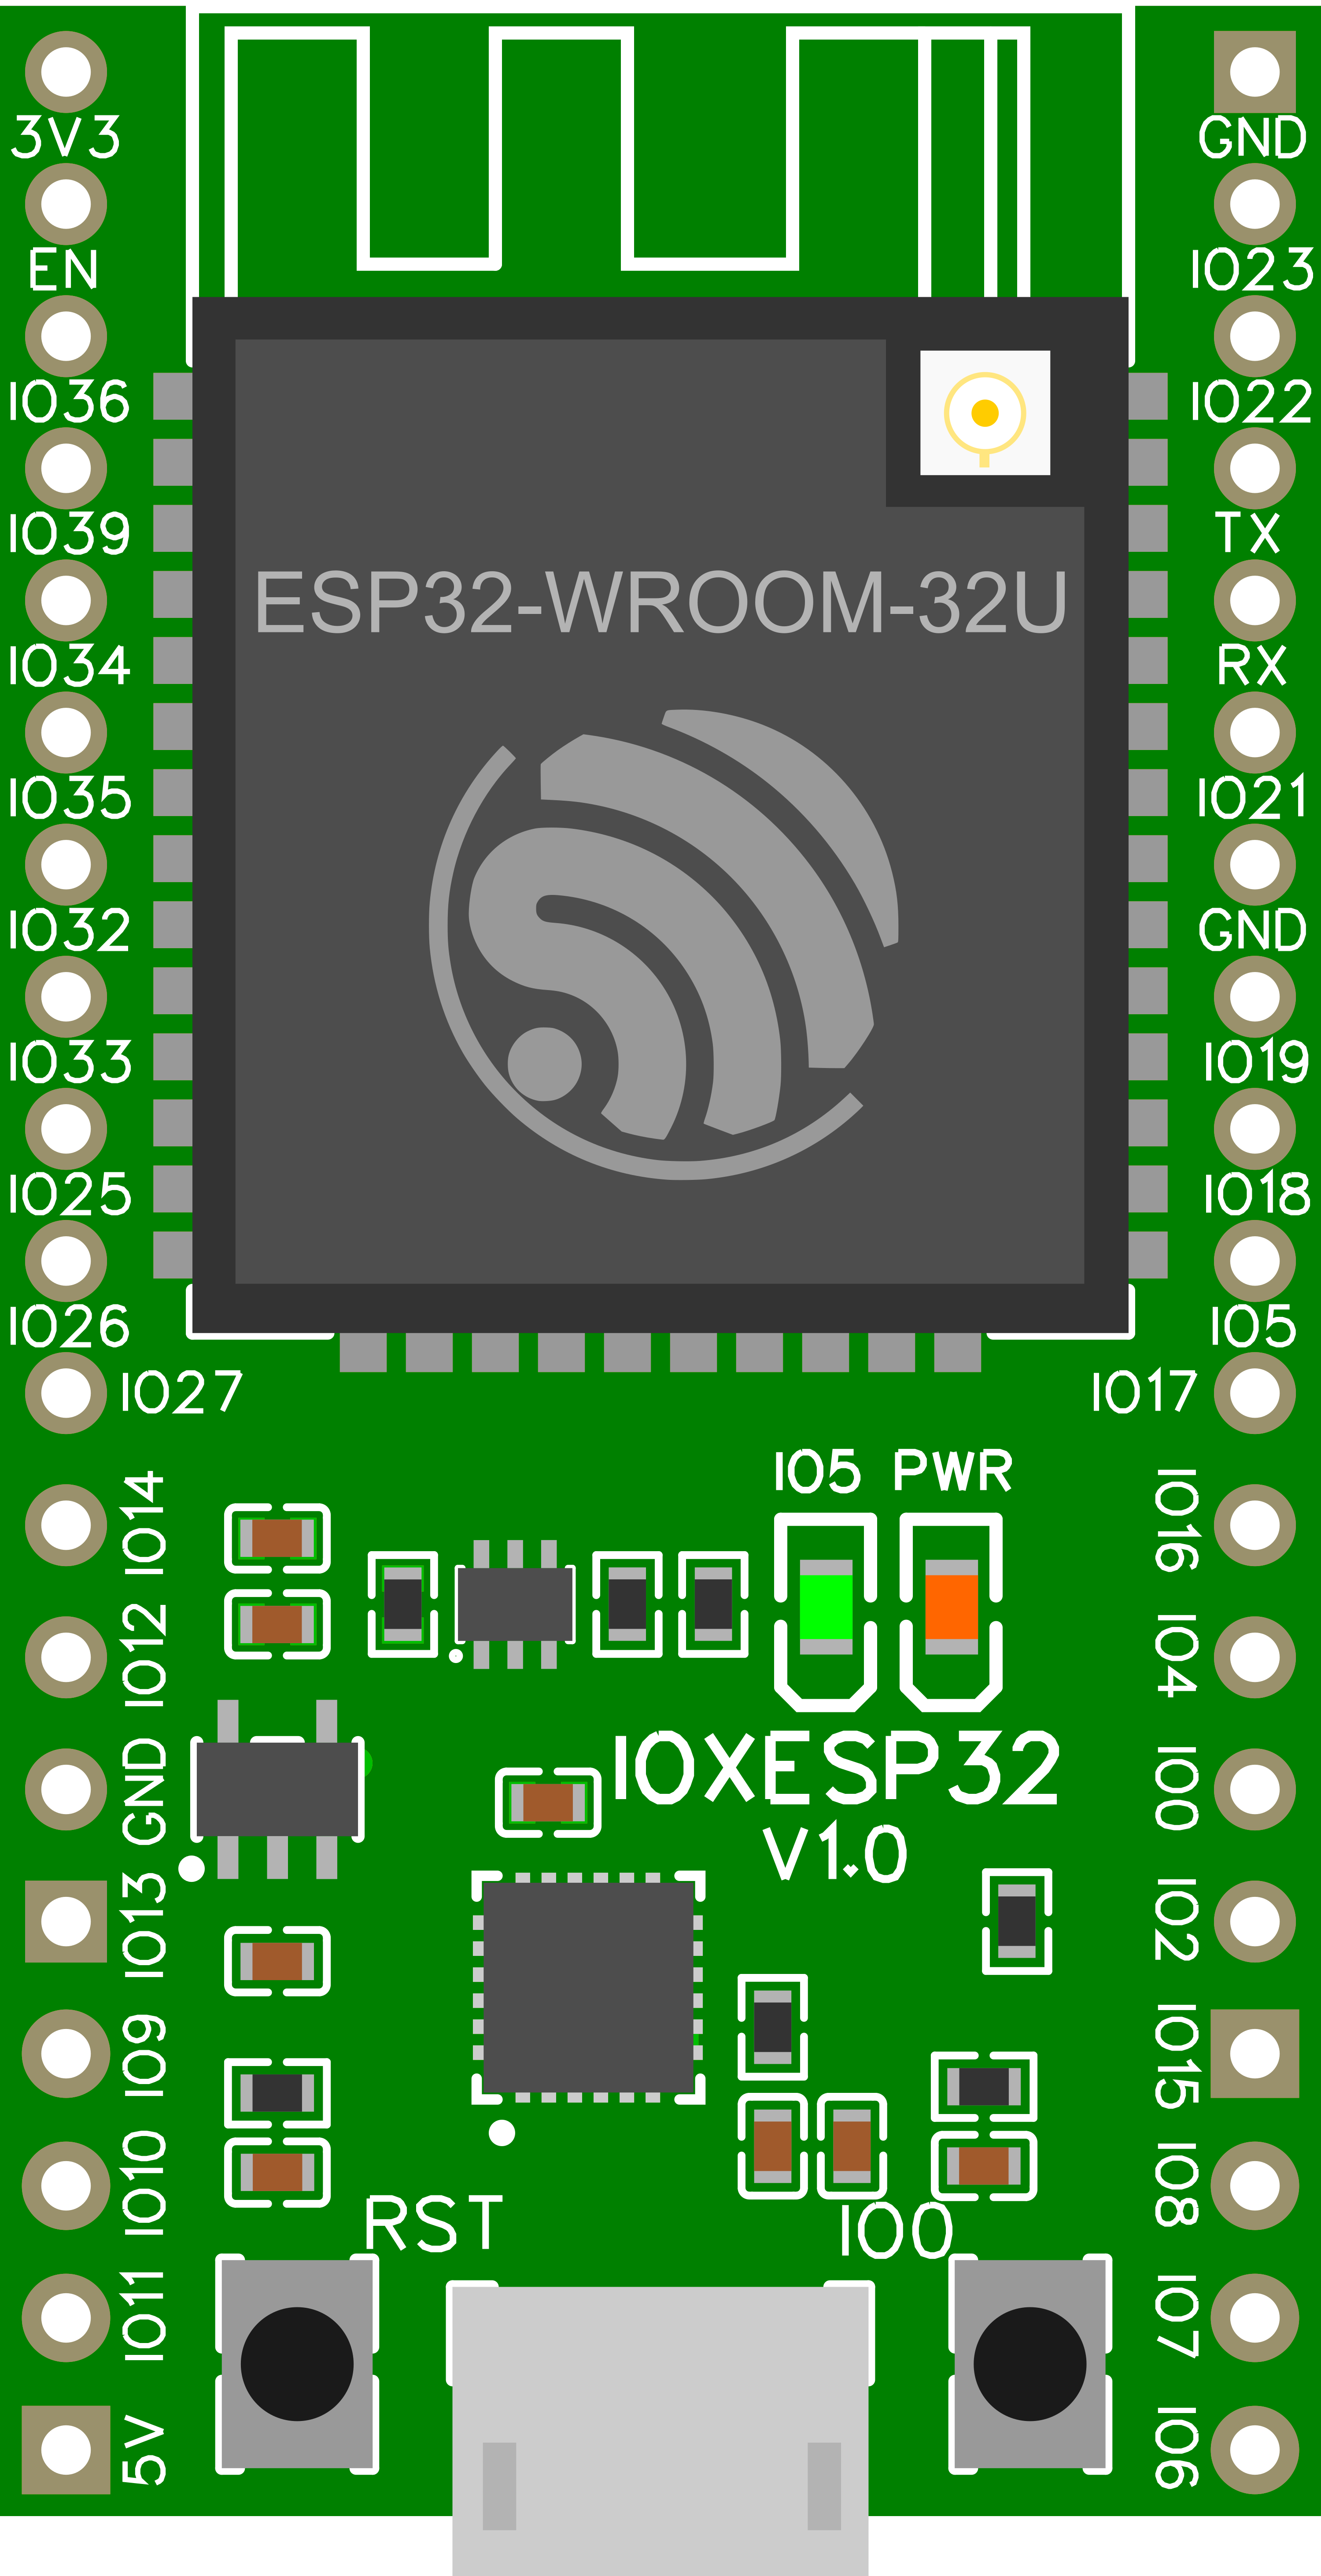 3V3
GND
EN
IO23
IO36
IO22
IO39
TX
IO34
RX
IO35
IO21
IO32
GND
IO33
IO19
IO25
IO18
IO26
IO5
IO27
IO17
ESP32-WROOM-32U
IO5 PWR
IO14
IO16
IO12
IO4
GND
IO0
IOXESP32
V1.0
IO13
IO2
IO9
IO15
IO10
IO8
RST
IO0
IO11
IO7
5V
IO6